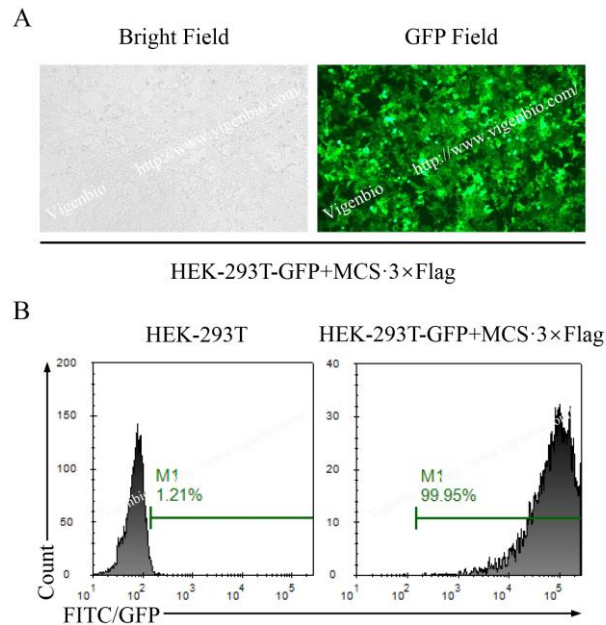 A
Bright Field
GFP Field
Vigenbio http://www.vigenbio.com/
Vigenbio http://www.vigenbio.com/
HEK-293T-GFP+MCS·3×Flag
B
HEK-293T
HEK-293T-GFP+MCS·3×Flag
200
150
100
50
0
M1
1.21%
10¹ 10² 10³ 10⁴ 10⁵
40
30
20
10
0
M1
99.95%
10¹ 10² 10³ 10⁴ 10⁵
Count
FITC/GFP